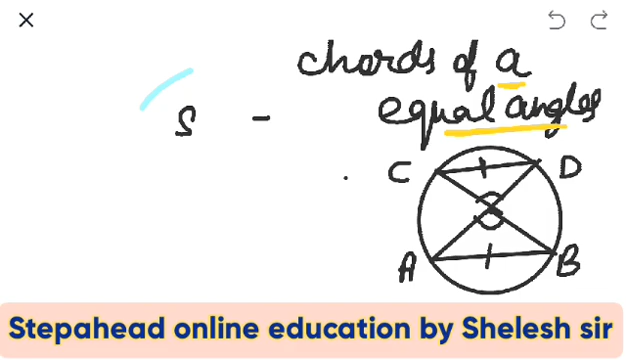 chords of a
s - equal angles
C D
A B
Stepahead online education by Shelesh sir